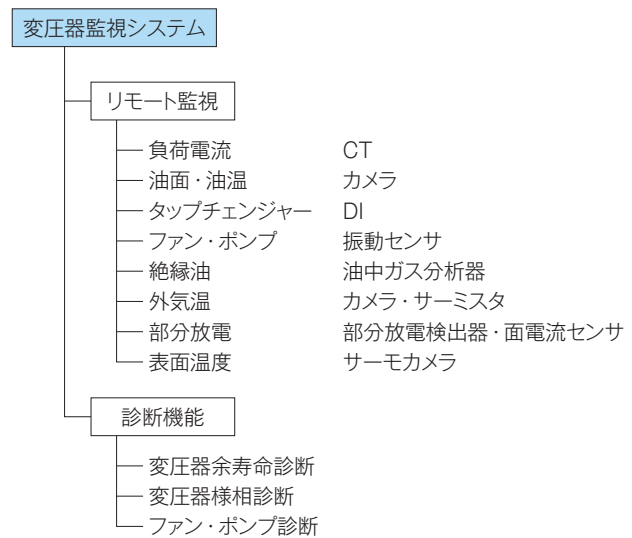 変圧器監視システム
リモート監視
負荷電流 CT
油面・油温 カメラ
タップチェンジャー DI
ファン・ポンプ 振動センサ
絶縁油 油中ガス分析器
外気温 カメラ・サーミスタ
部分放電 部分放電検出器・面電流センサ
表面温度 サーモカメラ
診断機能
変圧器余寿命診断
変圧器様相診断
ファン・ポンプ診断